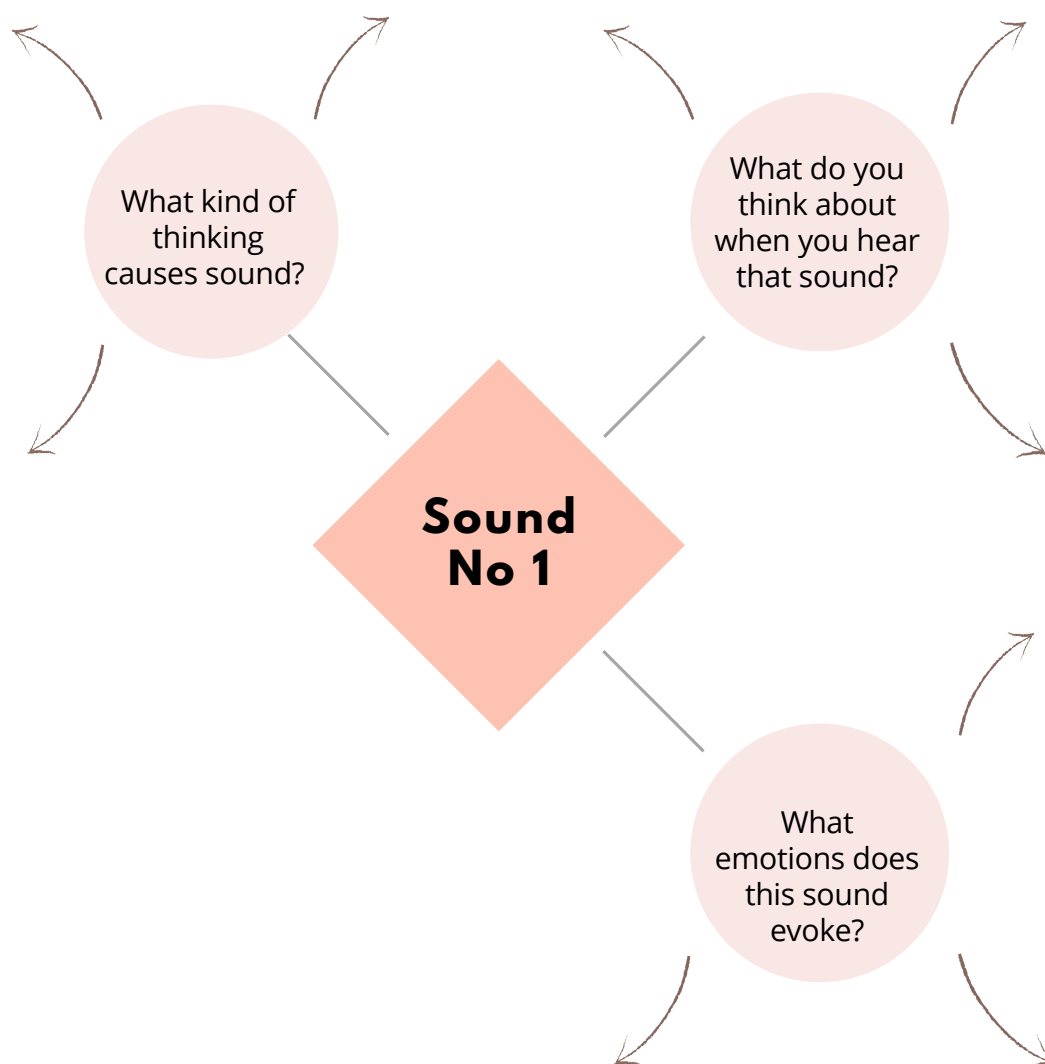 What kind of
thinking
causes sound?
What do you
think about
when you hear
that sound?
Sound
No 1
What
emotions does
this sound
evoke?